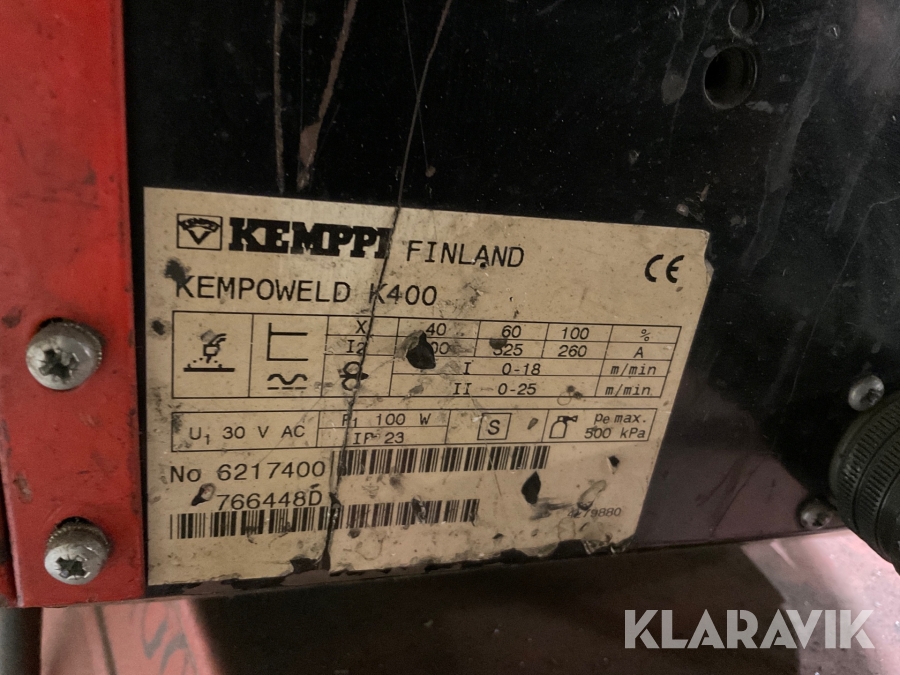 KEMPPI FINLAND
CE
KEMPOWELD K400
X 40 60 100 %
I2 325 260 A
I 0-18 m/min
II 0-25 m/min
U1 30 V AC
P1 100 W
IP 23
S
pe max.
500 kPa
No 6217400
766448D
KLARAVIK